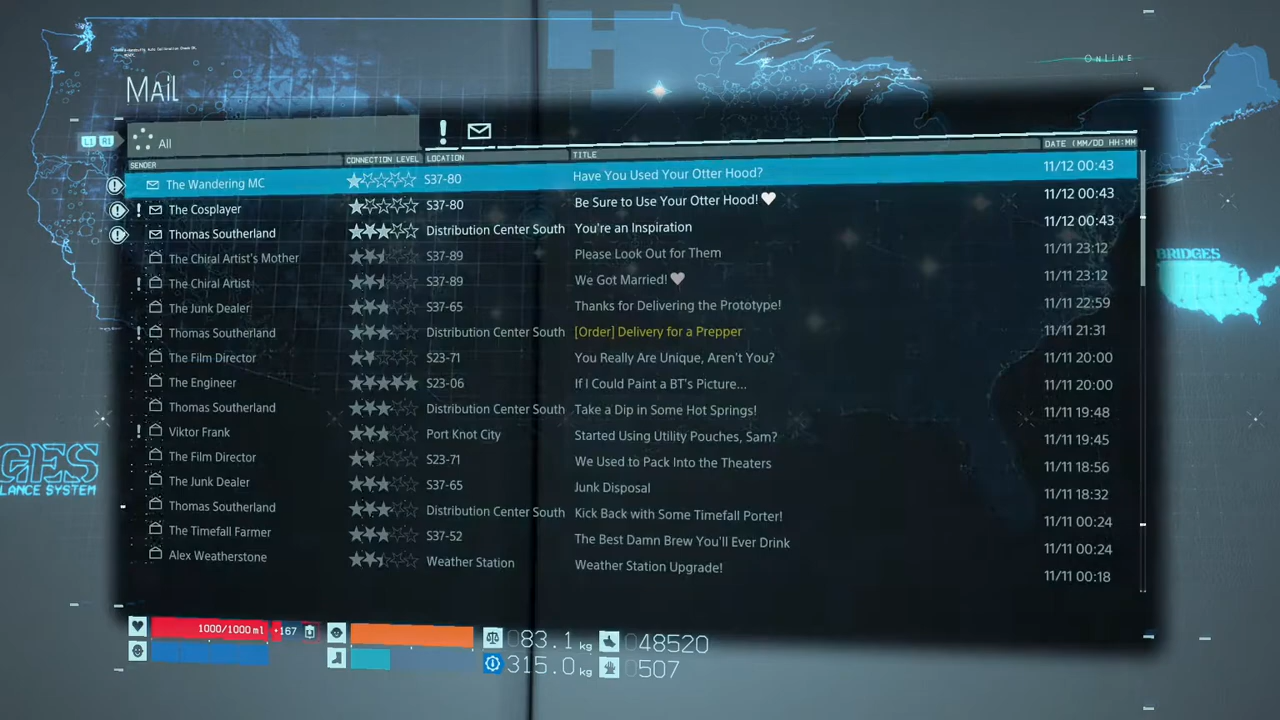 OnLiNE
MAiL
BRIDGES
L1 R1 All
SENDER CONNECTION LEVEL LOCATION TITLE DATE (MM/DD HH:MM
The Wandering MC S37-80 Have You Used Your Otter Hood? 11/12 00:43
The Cosplayer S37-80 Be Sure to Use Your Otter Hood! 11/12 00:43
Thomas Southerland Distribution Center South You're an Inspiration 11/12 00:43
The Chiral Artist's Mother S37-89 Please Look Out for Them 11/11 23:12
The Chiral Artist S37-89 We Got Married! 11/11 23:12
The Junk Dealer S37-65 Thanks for Delivering the Prototype! 11/11 22:59
Thomas Southerland Distribution Center South [Order] Delivery for a Prepper 11/11 21:31
The Film Director S23-71 You Really Are Unique, Aren't You? 11/11 20:00
The Engineer S23-06 If I Could Paint a BT's Picture... 11/11 20:00
Thomas Southerland Distribution Center South Take a Dip in Some Hot Springs! 11/11 19:48
Viktor Frank Port Knot City Started Using Utility Pouches, Sam? 11/11 19:45
The Film Director S23-71 We Used to Pack Into the Theaters 11/11 18:56
The Junk Dealer S37-65 Junk Disposal 11/11 18:32
Thomas Southerland Distribution Center South Kick Back with Some Timefall Porter! 11/11 00:24
The Timefall Farmer S37-52 The Best Damn Brew You'll Ever Drink 11/11 00:24
Alex Weatherstone Weather Station Weather Station Upgrade! 11/11 00:18
GES
LANCE SYSTEM
1000/1000 ml +167 083.1 kg 048520
315.0 kg 0507